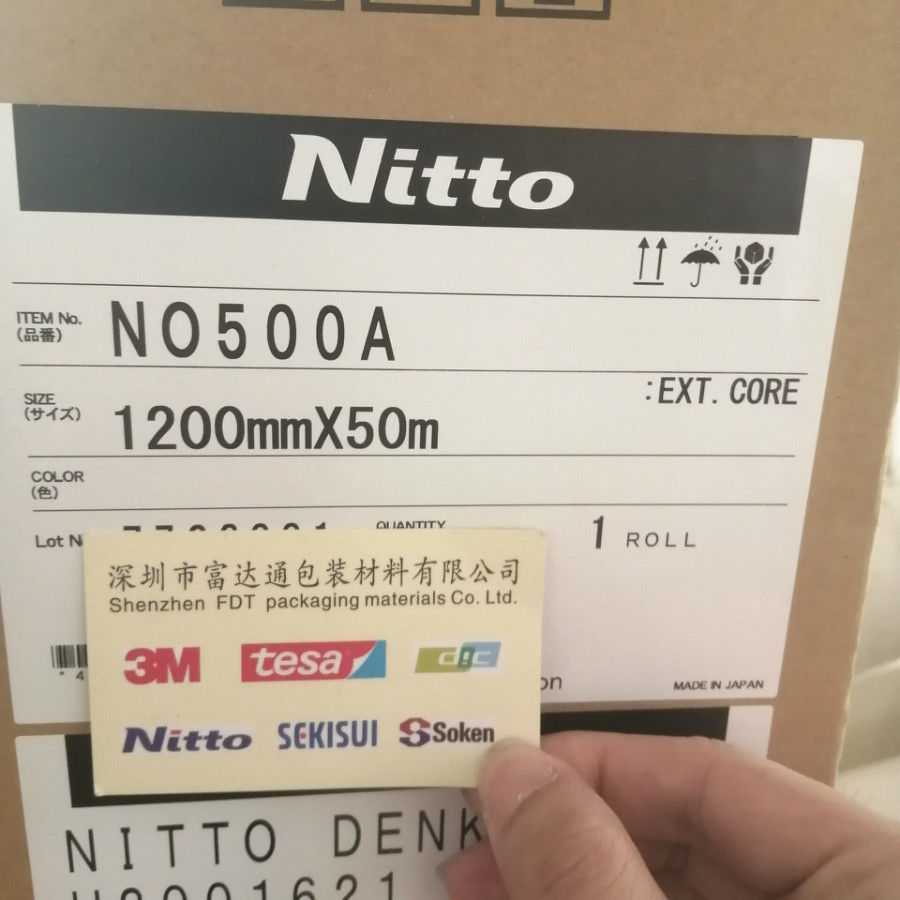 Nitto
ITEM No.
(品番)
NO500A
SIZE
(サイズ)
:EXT. CORE
1200mmX50m
COLOR
(色)
Lot
QUANTITY
1 ROLL
深圳市富达通包装材料有限公司
Shenzhen FDT packaging materials Co. Ltd.
3M tesa dic
Nitto SEKISUI Soken
MADE IN JAPAN
NITTO